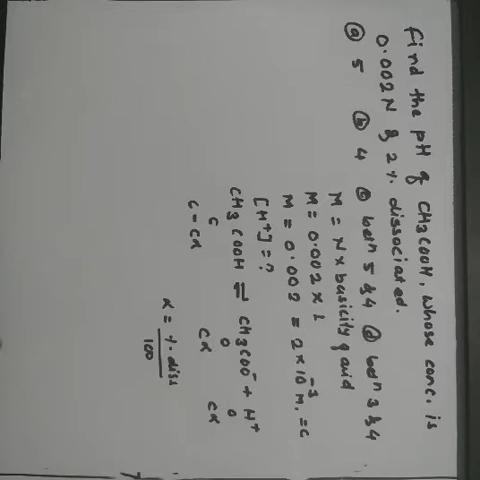 find the pH of CH3COOH, whose conc. is
0.002N & 2%. dissociated.
(a) 5 (b) 4 (c) betn 5 & 4 (d) betn 3 & 4
M = N x basicity of acid
M = 0.002 x 1
M = 0.002 = 2 x 10⁻³ M. = C
[H⁺] = ?
CH3COOH ⇌ CH3COO⁻ + H⁺
C 0 0
C - Cα Cα Cα
α = %. diss
100